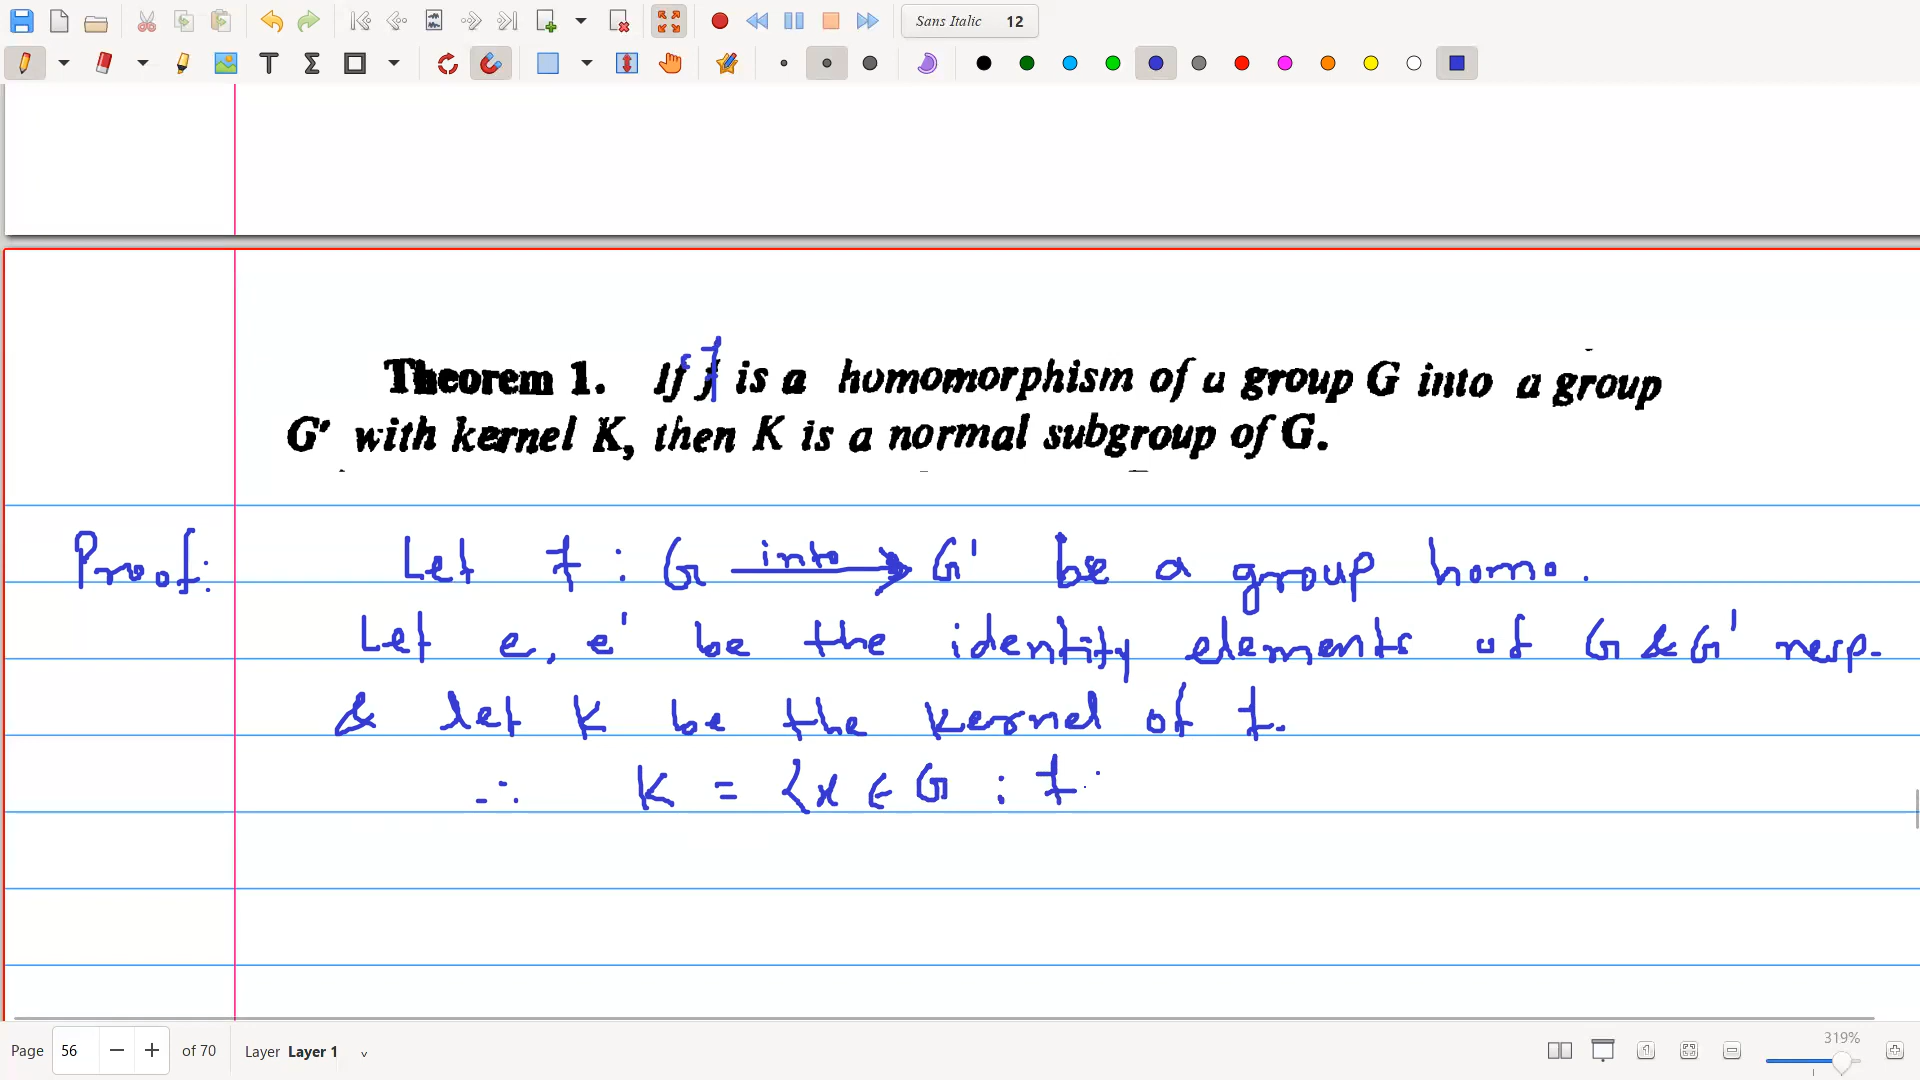 Sans Italic 12
Theorem 1. If f is a homomorphism of a group G into a group
G' with kernel K, then K is a normal subgroup of G.
Proof: Let f : G into G' be a group homo.
Let e, e' be the identity elements of G & G' resp.
& let K be the kernel of f.
∴ K = {x ∈ G : f
Page 56 of 70 Layer Layer 1 319%